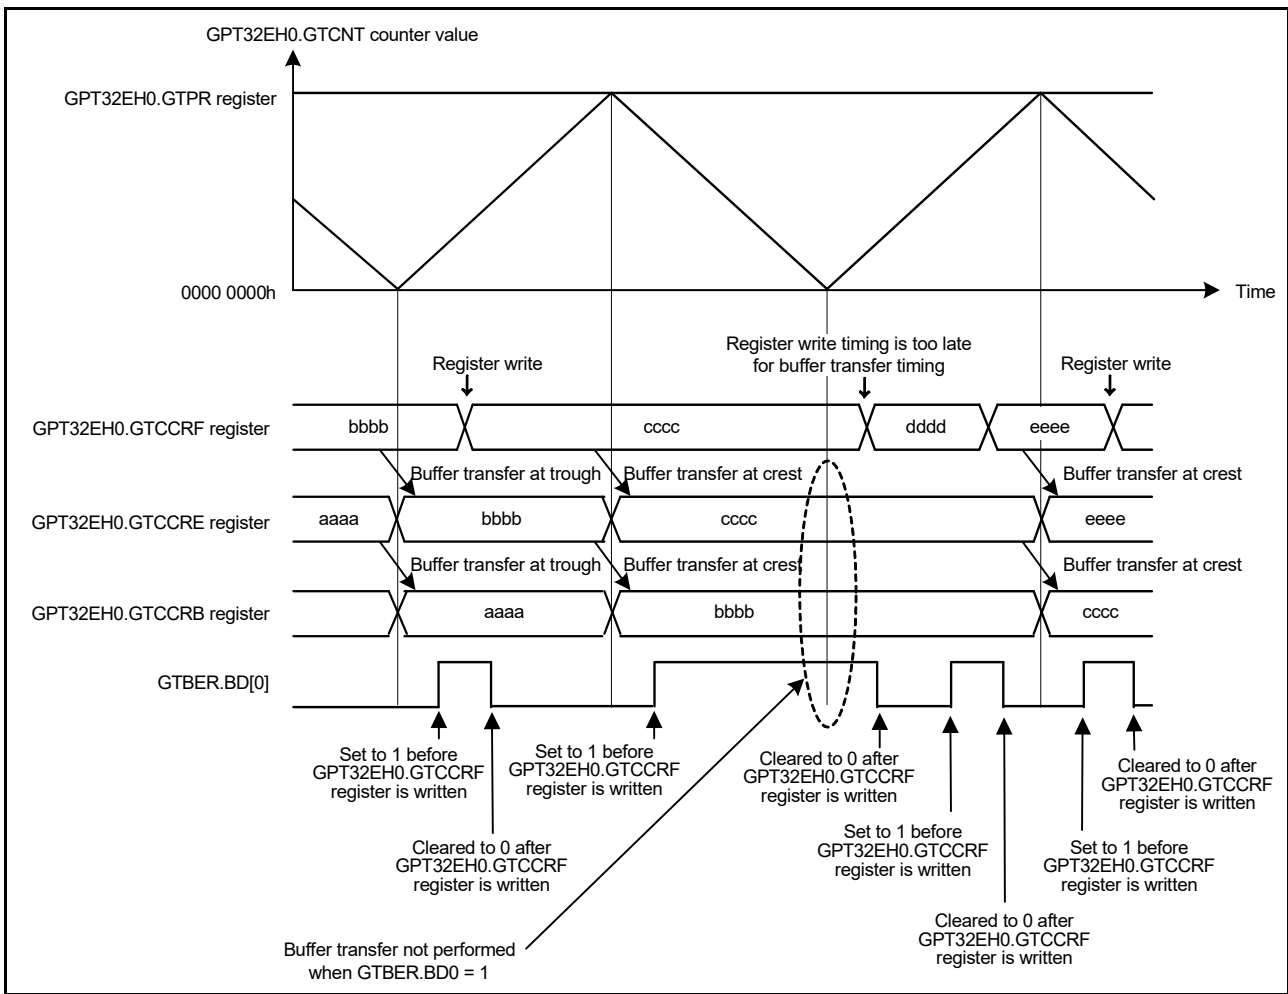 GPT32EH0.GTCNT counter value
GPT32EH0.GTPR register
0000 0000h
Time
Register write
Register write timing is too late
for buffer transfer timing
Register write
GPT32EH0.GTCCRF register
bbbb
cccc
dddd
eeee
Buffer transfer at trough
Buffer transfer at crest
Buffer transfer at crest
GPT32EH0.GTCCRE register
aaaa
bbbb
cccc
eeee
Buffer transfer at trough
Buffer transfer at crest
Buffer transfer at crest
GPT32EH0.GTCCRB register
aaaa
bbbb
cccc
GTBER.BD[0]
Set to 1 before
GPT32EH0.GTCCRF
register is written
Set to 1 before
GPT32EH0.GTCCRF
register is written
Cleared to 0 after
GPT32EH0.GTCCRF
register is written
Cleared to 0 after
GPT32EH0.GTCCRF
register is written
Cleared to 0 after
GPT32EH0.GTCCRF
register is written
Set to 1 before
GPT32EH0.GTCCRF
register is written
Set to 1 before
GPT32EH0.GTCCRF
register is written
Cleared to 0 after
GPT32EH0.GTCCRF
register is written
Buffer transfer not performed
when GTBER.BD0 = 1